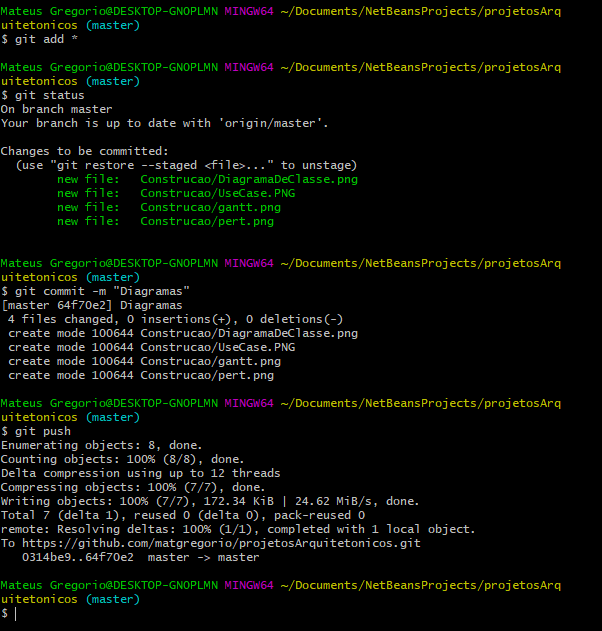 Mateus Gregorio@DESKTOP-GNOPLMN MINGW64 ~/Documents/NetBeansProjects/projetosArq
uitetonicos (master)
$ git add *

Mateus Gregorio@DESKTOP-GNOPLMN MINGW64 ~/Documents/NetBeansProjects/projetosArq
uitetonicos (master)
$ git status
On branch master
Your branch is up to date with 'origin/master'.

Changes to be committed:
  (use "git restore --staged <file>..." to unstage)
        new file:   Construcao/DiagramaDeClasse.png
        new file:   Construcao/UseCase.PNG
        new file:   Construcao/gantt.png
        new file:   Construcao/pert.png

Mateus Gregorio@DESKTOP-GNOPLMN MINGW64 ~/Documents/NetBeansProjects/projetosArq
uitetonicos (master)
$ git commit -m "Diagramas"
[master 64f70e2] Diagramas
 4 files changed, 0 insertions(+), 0 deletions(-)
 create mode 100644 Construcao/DiagramaDeClasse.png
 create mode 100644 Construcao/UseCase.PNG
 create mode 100644 Construcao/gantt.png
 create mode 100644 Construcao/pert.png

Mateus Gregorio@DESKTOP-GNOPLMN MINGW64 ~/Documents/NetBeansProjects/projetosArq
uitetonicos (master)
$ git push
Enumerating objects: 8, done.
Counting objects: 100% (8/8), done.
Delta compression using up to 12 threads
Compressing objects: 100% (7/7), done.
Writing objects: 100% (7/7), 172.34 KiB | 24.62 MiB/s, done.
Total 7 (delta 1), reused 0 (delta 0), pack-reused 0
remote: Resolving deltas: 100% (1/1), completed with 1 local object.
To https://github.com/matgregorio/projetosArquitetonicos.git
   0314be9..64f70e2  master -> master

Mateus Gregorio@DESKTOP-GNOPLMN MINGW64 ~/Documents/NetBeansProjects/projetosArq
uitetonicos (master)
$